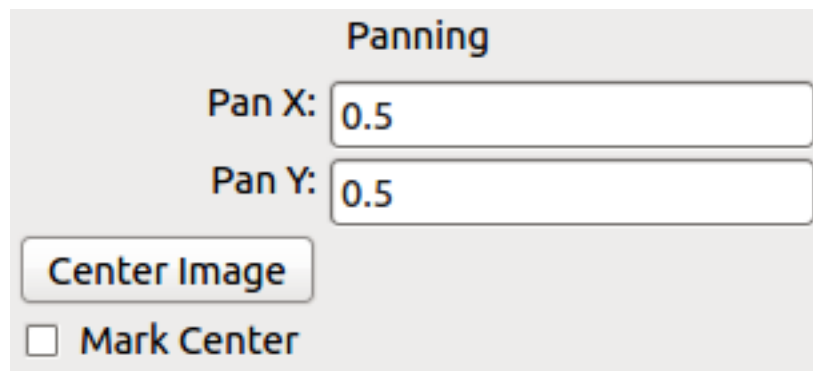 Panning
Pan X: 0.5
Pan Y: 0.5
Center Image
Mark Center